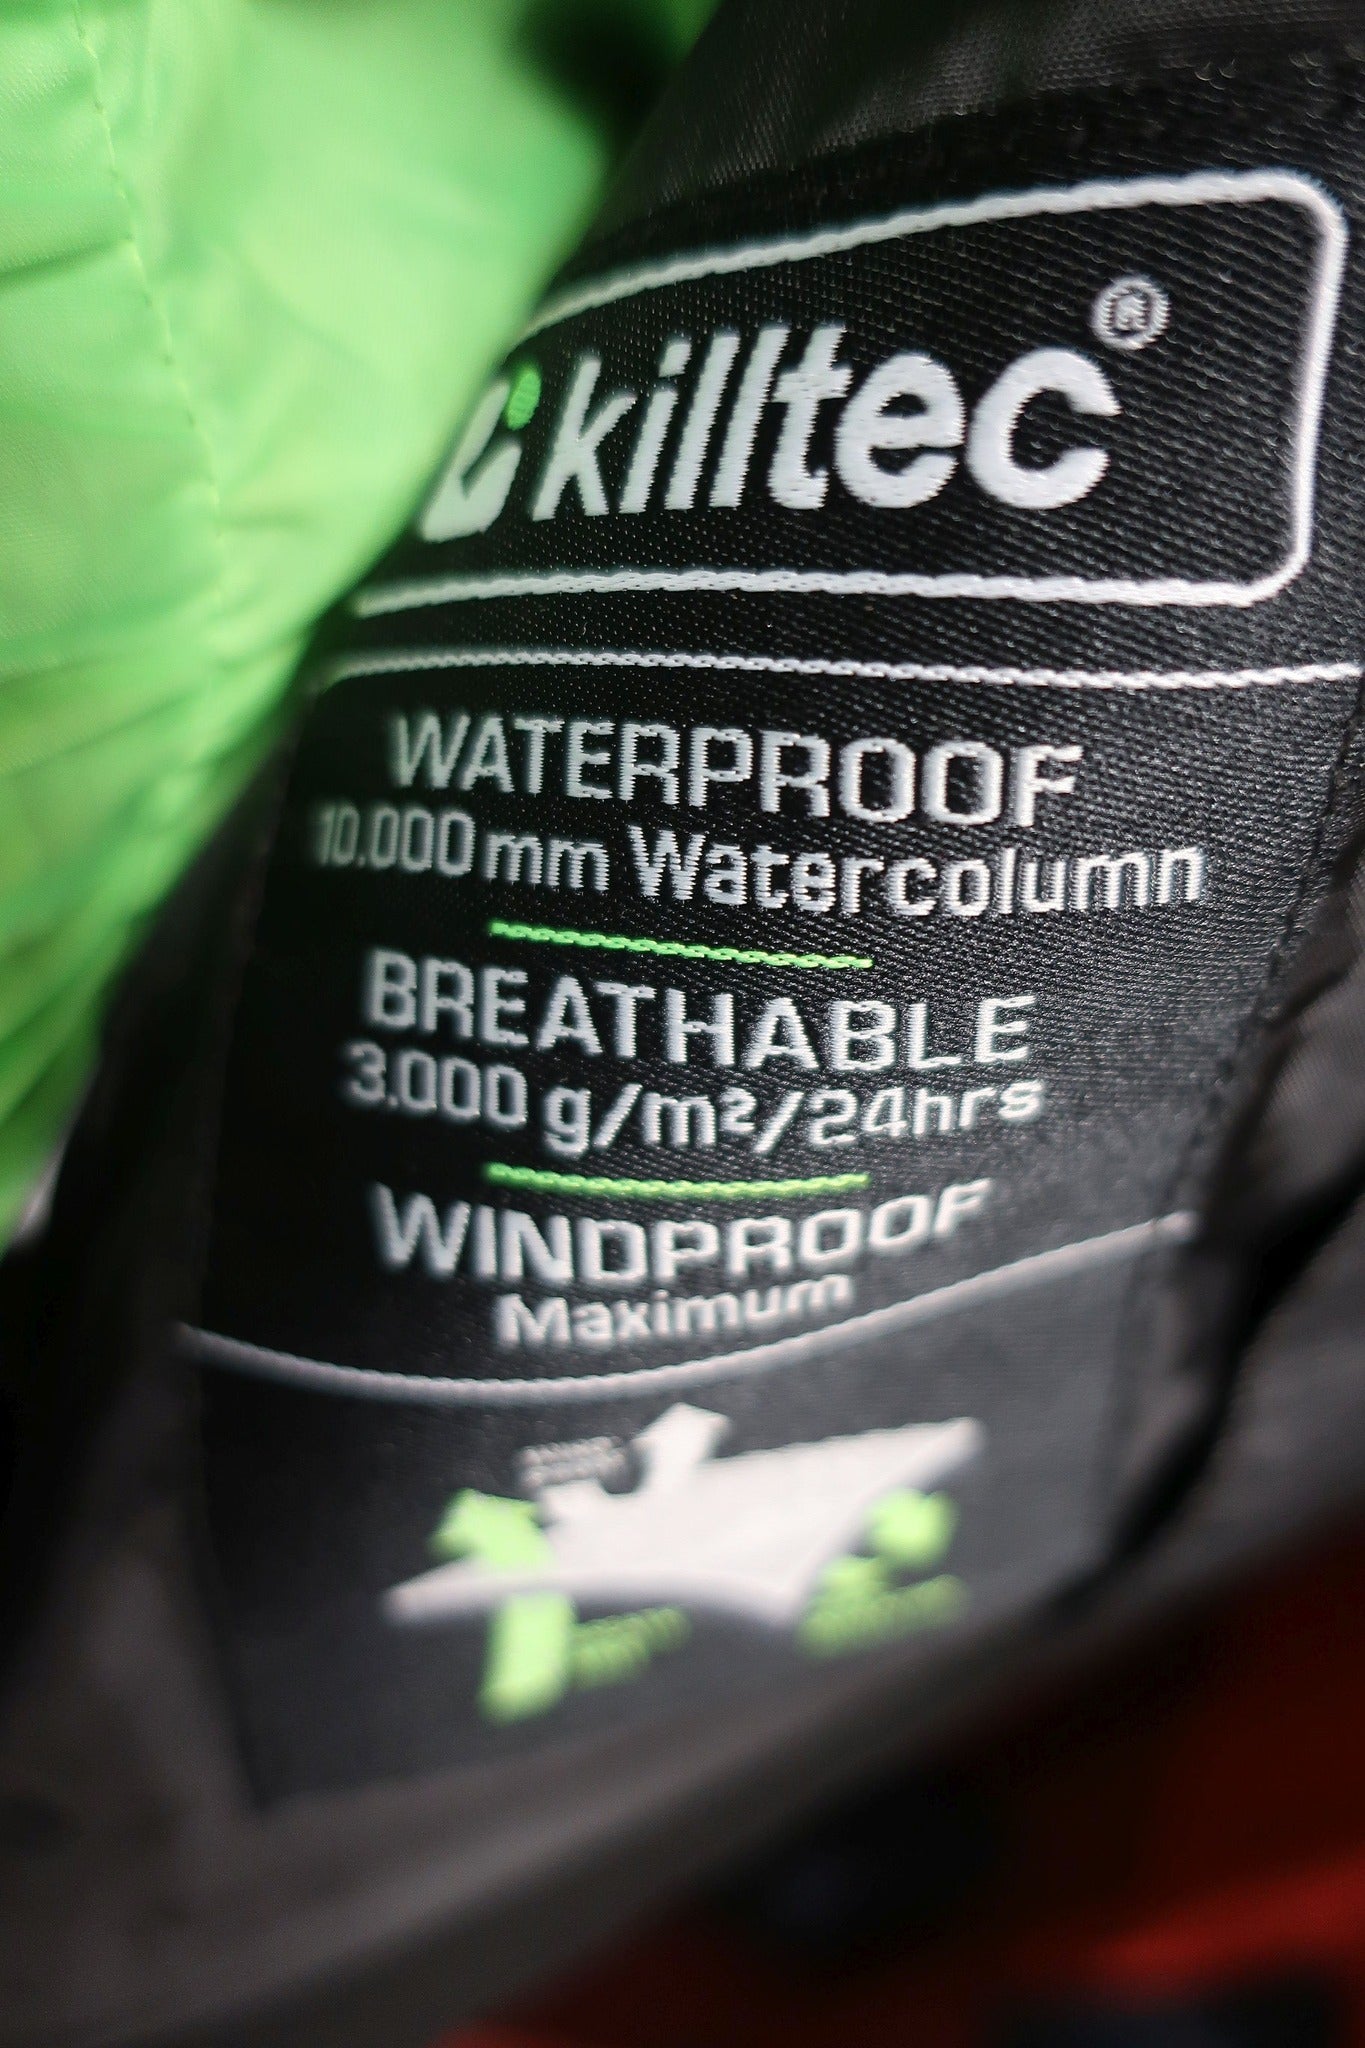 killtec®
WATERPROOF
10.000 mm Watercolumn
BREATHABLE
3.000 g/m²/24hrs
WINDPROOF
Maximum